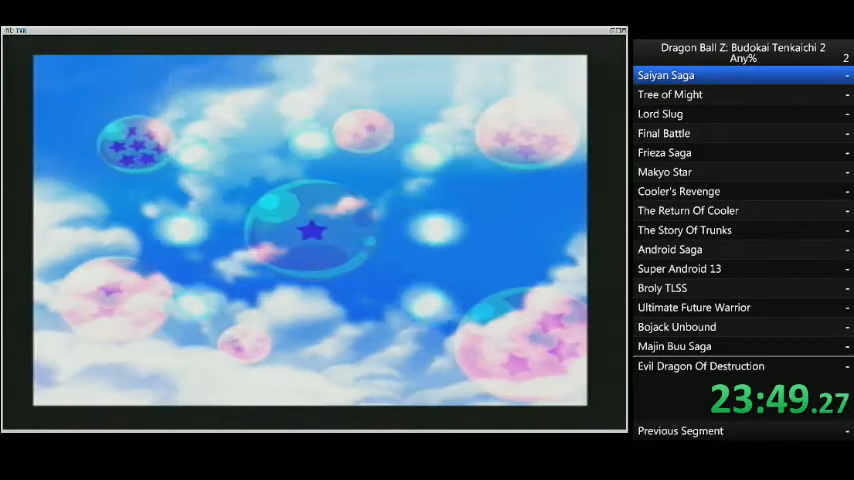 Dragon Ball Z: Budokai Tenkaichi 2
Any% 2
Saiyan Saga -
Tree of Might -
Lord Slug -
Final Battle -
Frieza Saga -
Makyo Star -
Cooler's Revenge -
The Return Of Cooler -
The Story Of Trunks -
Android Saga -
Super Android 13 -
Broly TLSS -
Ultimate Future Warrior -
Bojack Unbound -
Majin Buu Saga -
Evil Dragon Of Destruction -
23:49.27
Previous Segment -